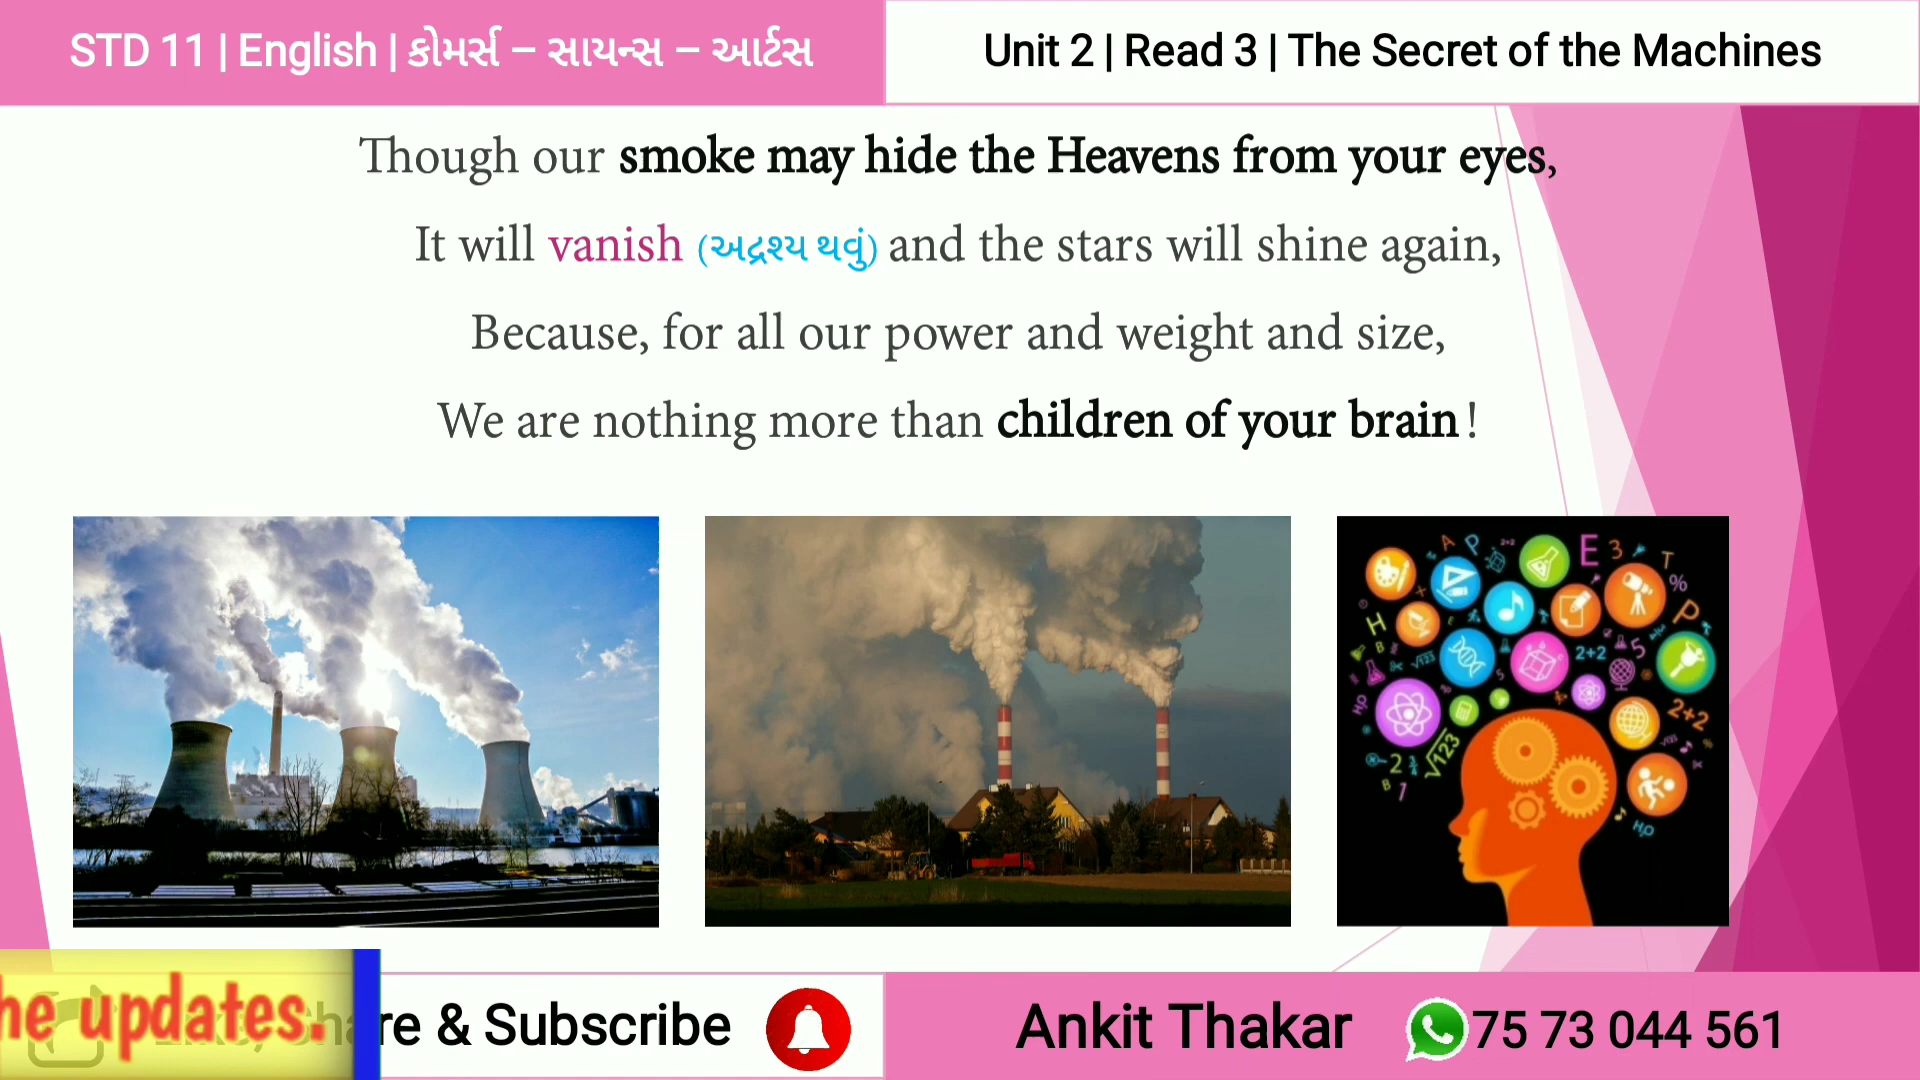 STD 11 | English | કોમર્સ – સાયન્સ – આર્ટસ
Unit 2 | Read 3 | The Secret of the Machines
Though our smoke may hide the Heavens from your eyes,
It will vanish (અદ્રશ્ય થવું) and the stars will shine again,
Because, for all our power and weight and size,
We are nothing more than children of your brain!
he updates.
re & Subscribe
Ankit Thakar
75 73 044 561